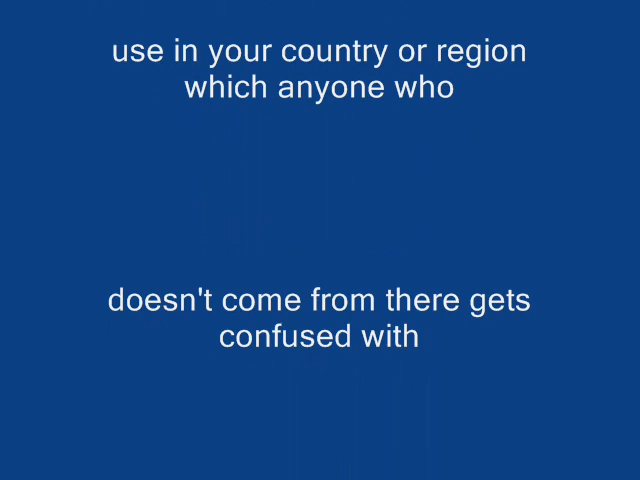 use in your country or region
which anyone who
doesn't come from there gets
confused with